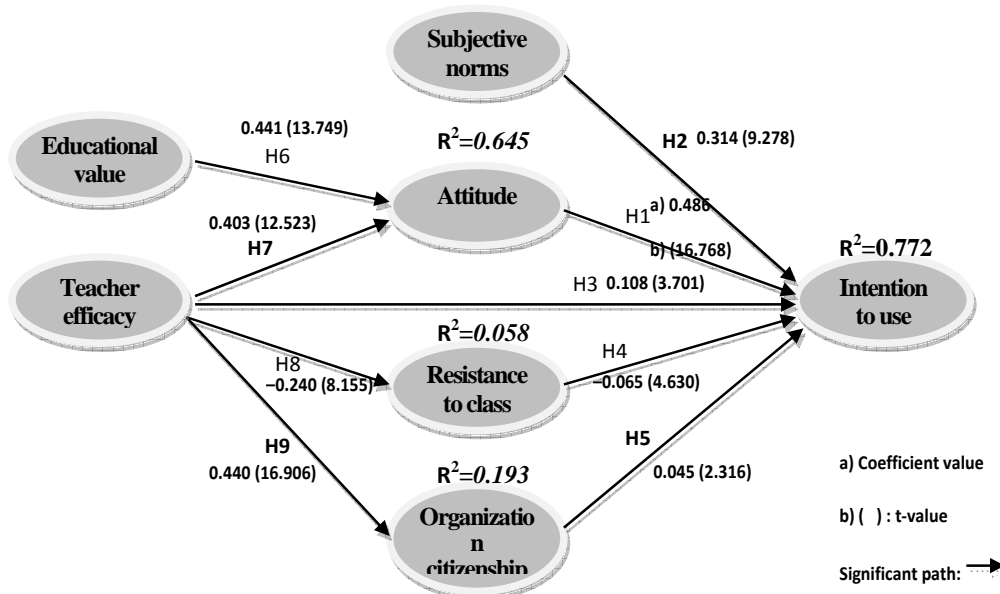 Subjective
norms
0.441 (13.749)
H6
R²=0.645
H2 0.314 (9.278)
Educational
value
Attitude
H1
a) 0.486
0.403 (12.523)
H7
b) (16.768)
R²=0.772
Teacher
efficacy
H3 0.108 (3.701)
Intention
to use
R²=0.058
H8
−0.240 (8.155)
Resistance
to class
H4
−0.065 (4.630)
H9
0.440 (16.906)
H5
0.045 (2.316)
R²=0.193
a) Coefficient value
Organizatio
n
citizenship
b) ( ) : t-value
Significant path: